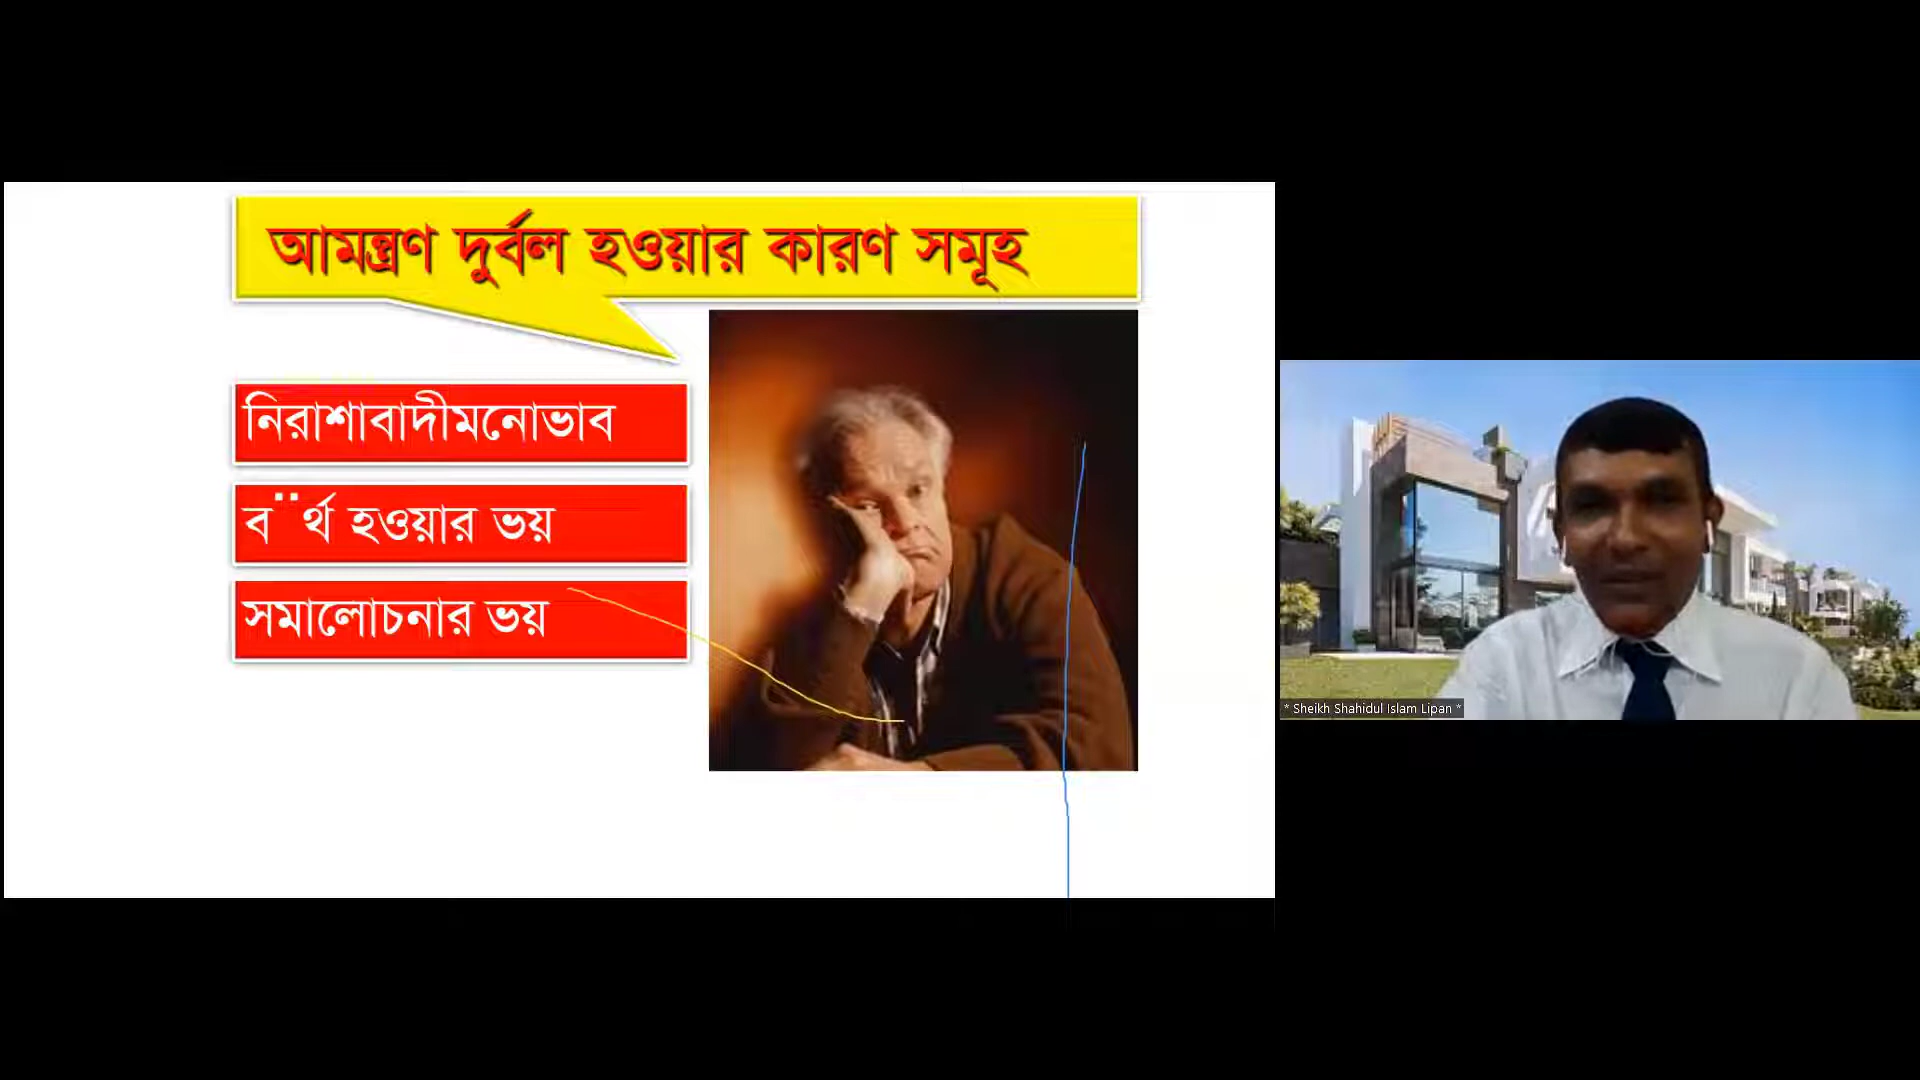 আমন্ত্রণ দুর্বল হওয়ার কারণ সমূহ
নিরাশাবাদীমনোভাব
ব¨র্থ হওয়ার ভয়
সমালোচনার ভয়
* Sheikh Shahidul Islam Lipan *